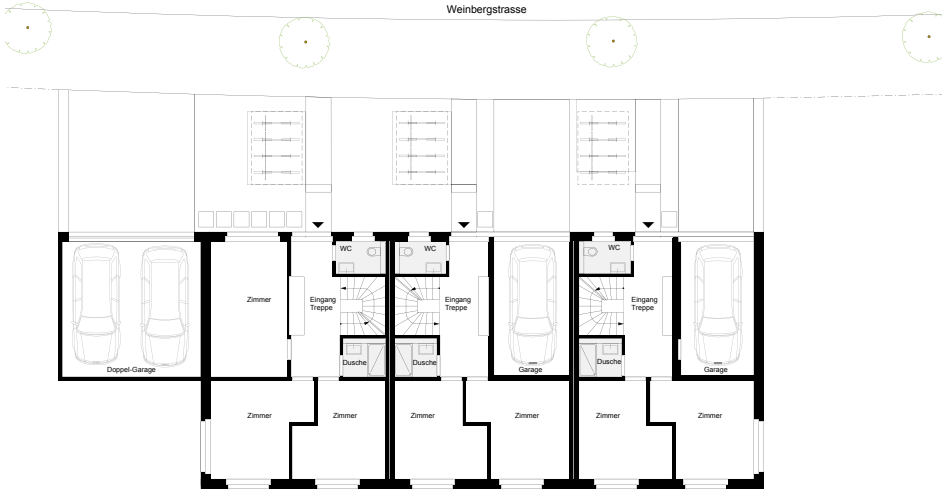 Weinbergstrasse
WC
WC
WC
Zimmer
Eingang
Treppe
Eingang
Treppe
Eingang
Treppe
Dusche
Dusche
Dusche
Doppel-Garage
Garage
Garage
Zimmer
Zimmer
Zimmer
Zimmer
Zimmer
Zimmer